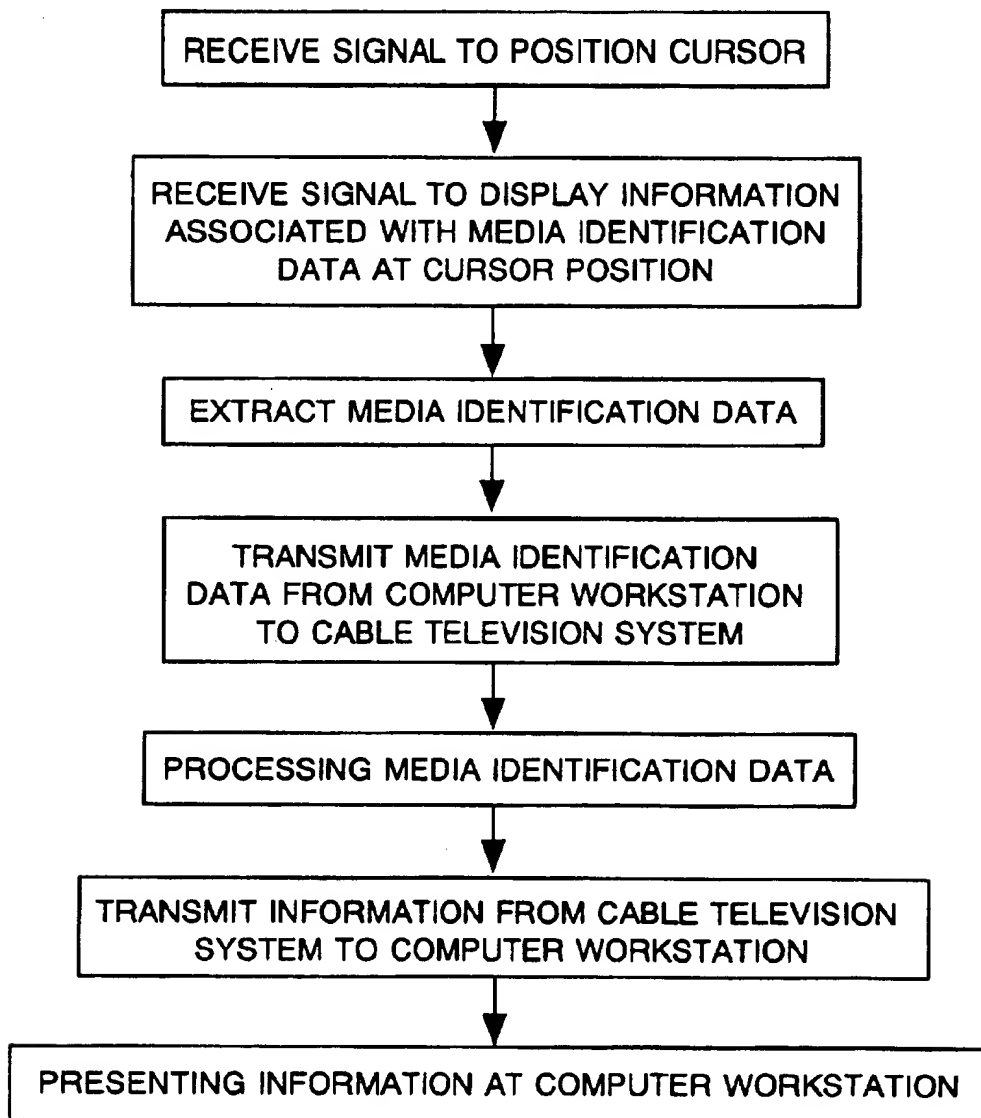 RECEIVE SIGNAL TO POSITION CURSOR
RECEIVE SIGNAL TO DISPLAY INFORMATION
ASSOCIATED WITH MEDIA IDENTIFICATION
DATA AT CURSOR POSITION
EXTRACT MEDIA IDENTIFICATION DATA
TRANSMIT MEDIA IDENTIFICATION
DATA FROM COMPUTER WORKSTATION
TO CABLE TELEVISION SYSTEM
PROCESSING MEDIA IDENTIFICATION DATA
TRANSMIT INFORMATION FROM CABLE TELEVISION
SYSTEM TO COMPUTER WORKSTATION
PRESENTING INFORMATION AT COMPUTER WORKSTATION